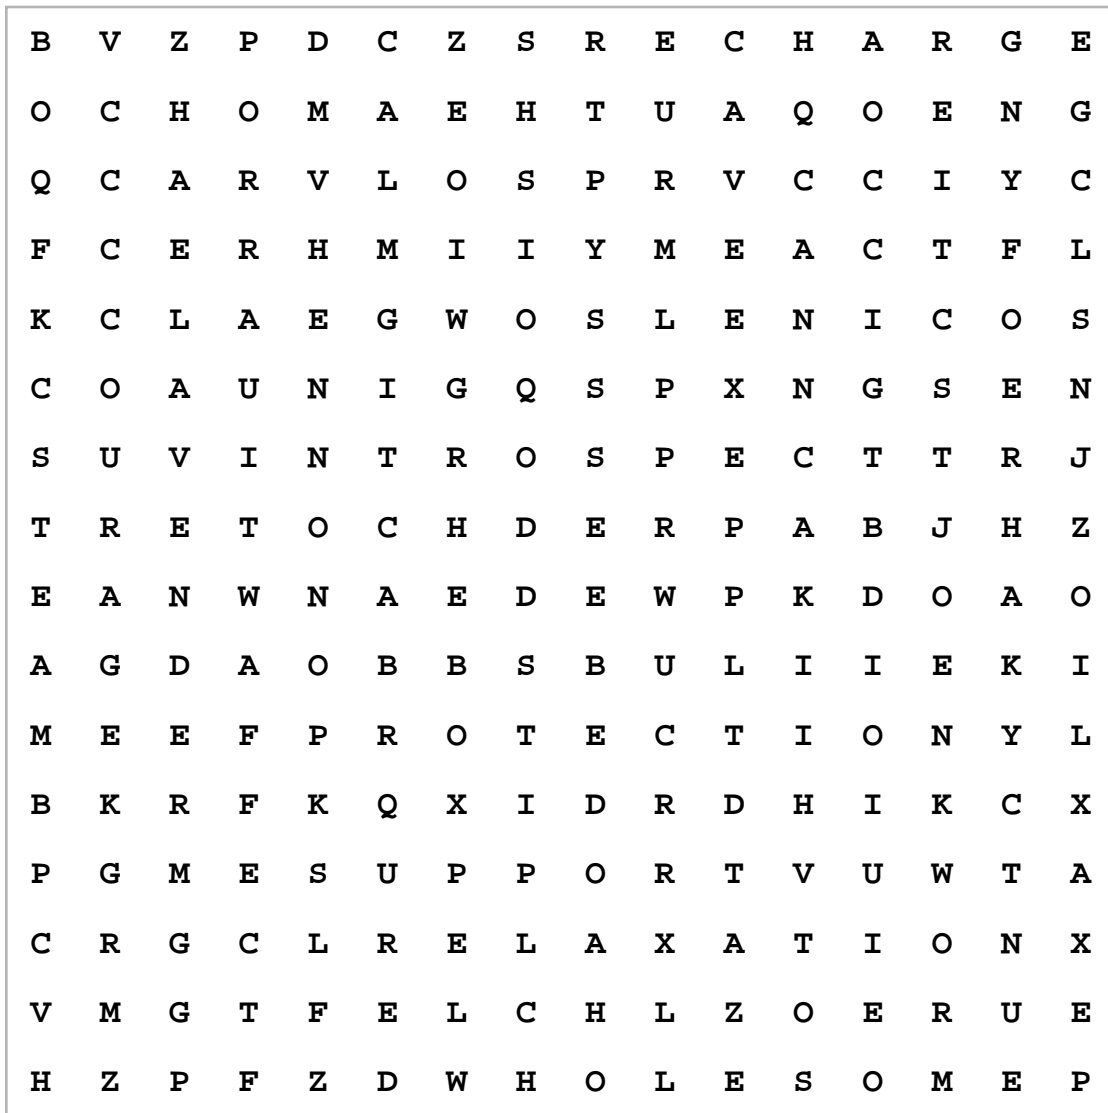 B V Z P D C Z S R E C H A R G E
O C H O M A E H T U A Q O E N G
Q C A R V L O S P R V C C I Y C
F C E R H M I I Y M E A C T F L
K C L A E G W O S L E N I C O S
C O A U N I G Q S P X N G S E N
S U V I N T R O S P E C T T R J
T R E T O C H D E R P A B J H Z
E A N W N A E D E W P K D O A O
A G D A O B B S B U L I I E K I
M E E F P R O T E C T I O N Y L
B K R F K Q X I D R D H I K C X
P G M E S U P P O R T V U W T A
C R G C L R E L A X A T I O N X
V M G T F E L C H L Z O E R U E
H Z P F Z D W H O L E S O M E P